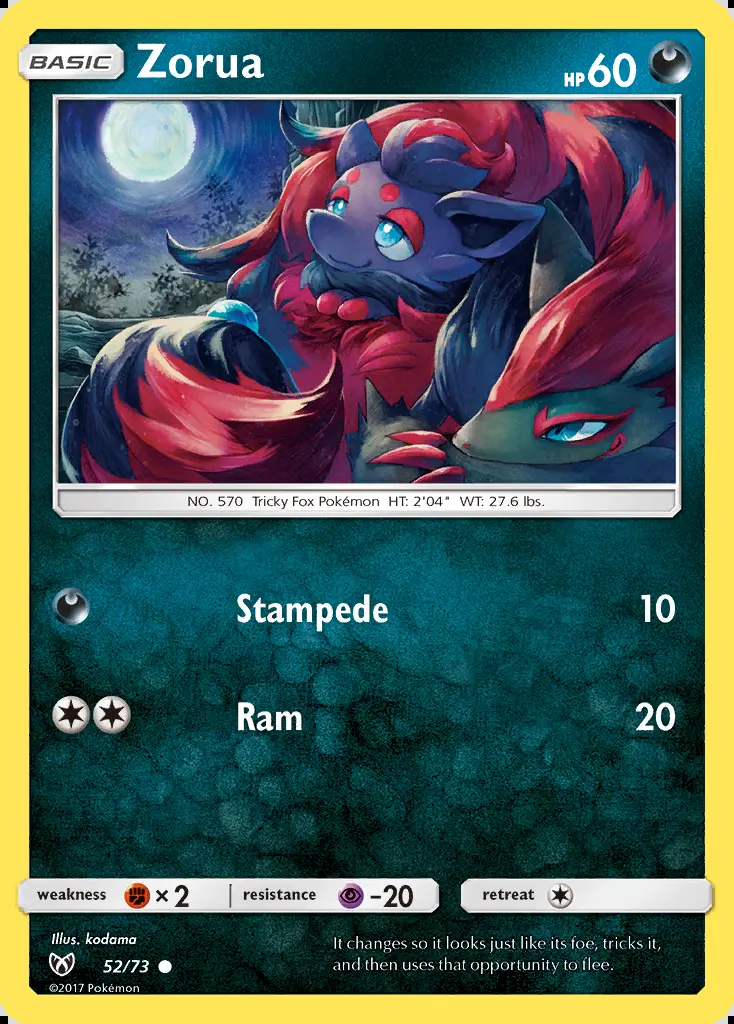 BASIC Zorua HP60
NO. 570 Tricky Fox Pokémon HT: 2'04" WT: 27.6 lbs.
Stampede 10
Ram 20
weakness ×2 resistance -20 retreat
Illus. kodama
52/73
©2017 Pokémon
It changes so it looks just like its foe, tricks it,
and then uses that opportunity to flee.